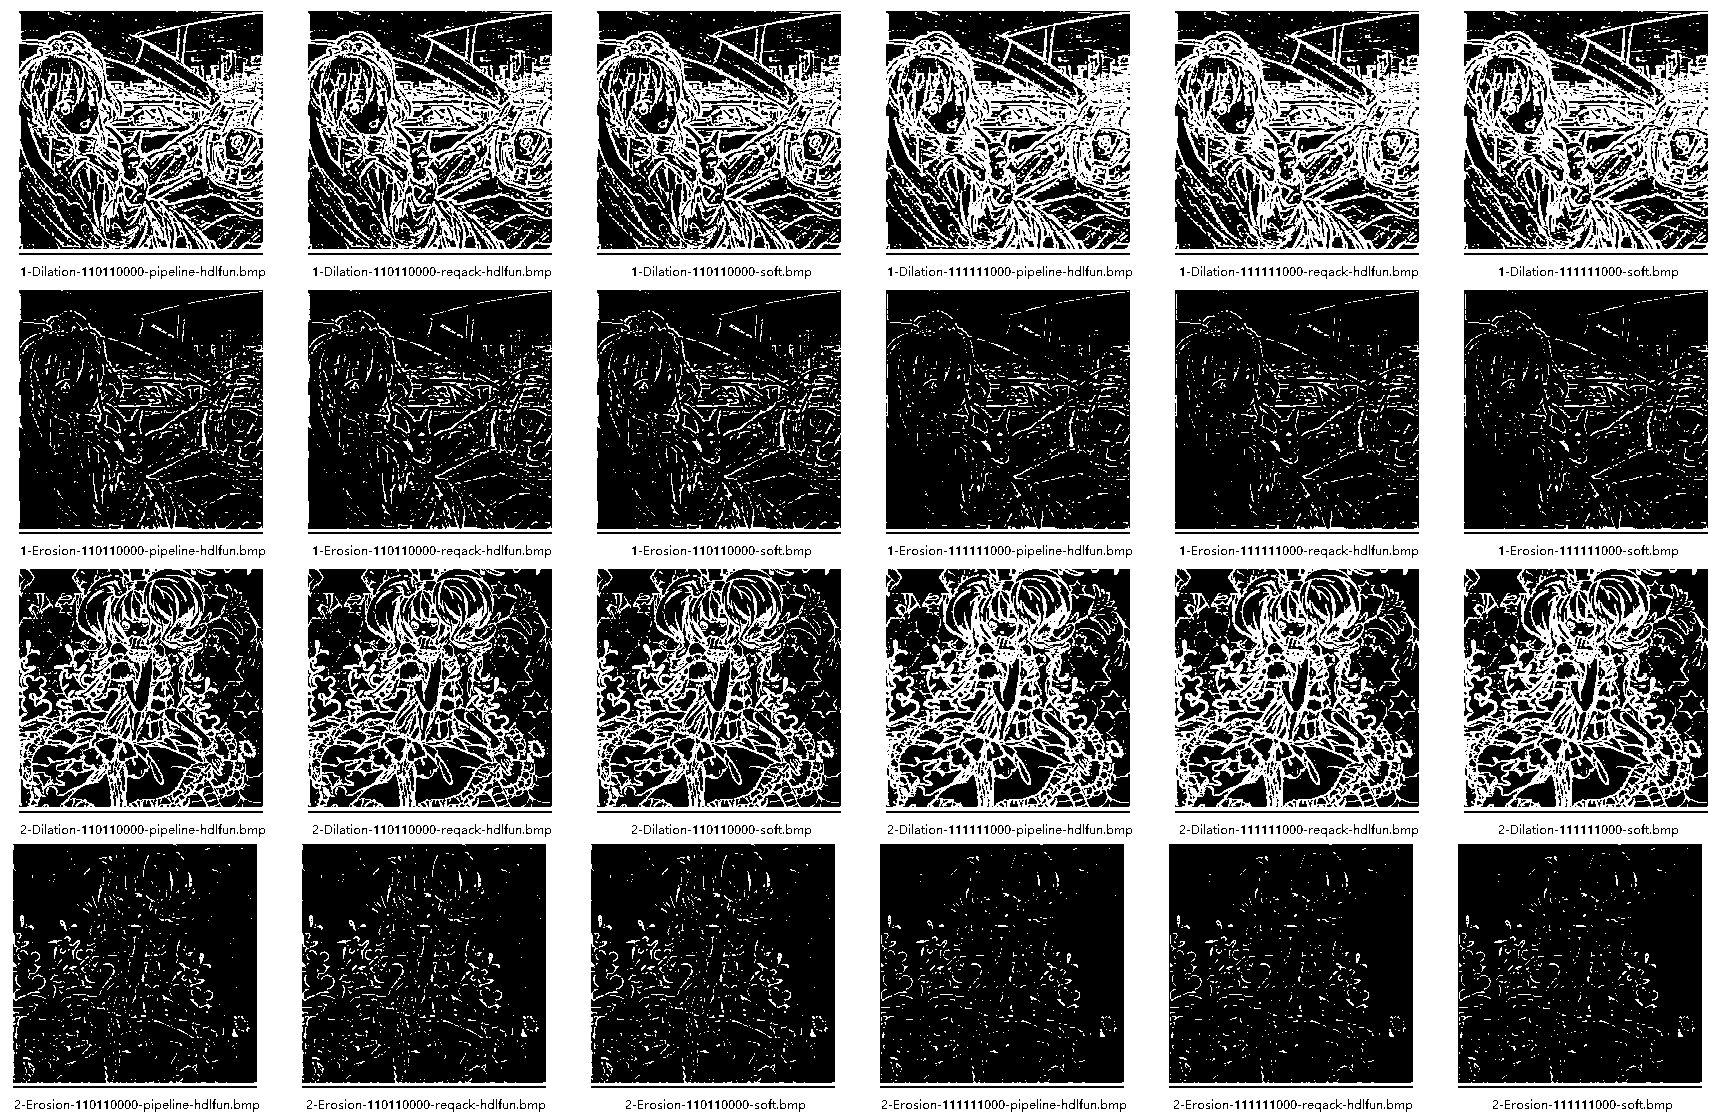 1-Dilation-110110000-pipeline-hdlfun.bmp
1-Dilation-110110000-reqack-hdlfun.bmp
1-Dilation-110110000-soft.bmp
1-Dilation-111111000-pipeline-hdlfun.bmp
1-Dilation-111111000-reqack-hdlfun.bmp
1-Dilation-111111000-soft.bmp
1-Erosion-110110000-pipeline-hdlfun.bmp
1-Erosion-110110000-reqack-hdlfun.bmp
1-Erosion-110110000-soft.bmp
1-Erosion-111111000-pipeline-hdlfun.bmp
1-Erosion-111111000-reqack-hdlfun.bmp
1-Erosion-111111000-soft.bmp
2-Dilation-110110000-pipeline-hdlfun.bmp
2-Dilation-110110000-reqack-hdlfun.bmp
2-Dilation-110110000-soft.bmp
2-Dilation-111111000-pipeline-hdlfun.bmp
2-Dilation-111111000-reqack-hdlfun.bmp
2-Dilation-111111000-soft.bmp
2-Erosion-110110000-pipeline-hdlfun.bmp
2-Erosion-110110000-reqack-hdlfun.bmp
2-Erosion-110110000-soft.bmp
2-Erosion-111111000-pipeline-hdlfun.bmp
2-Erosion-111111000-reqack-hdlfun.bmp
2-Erosion-111111000-soft.bmp